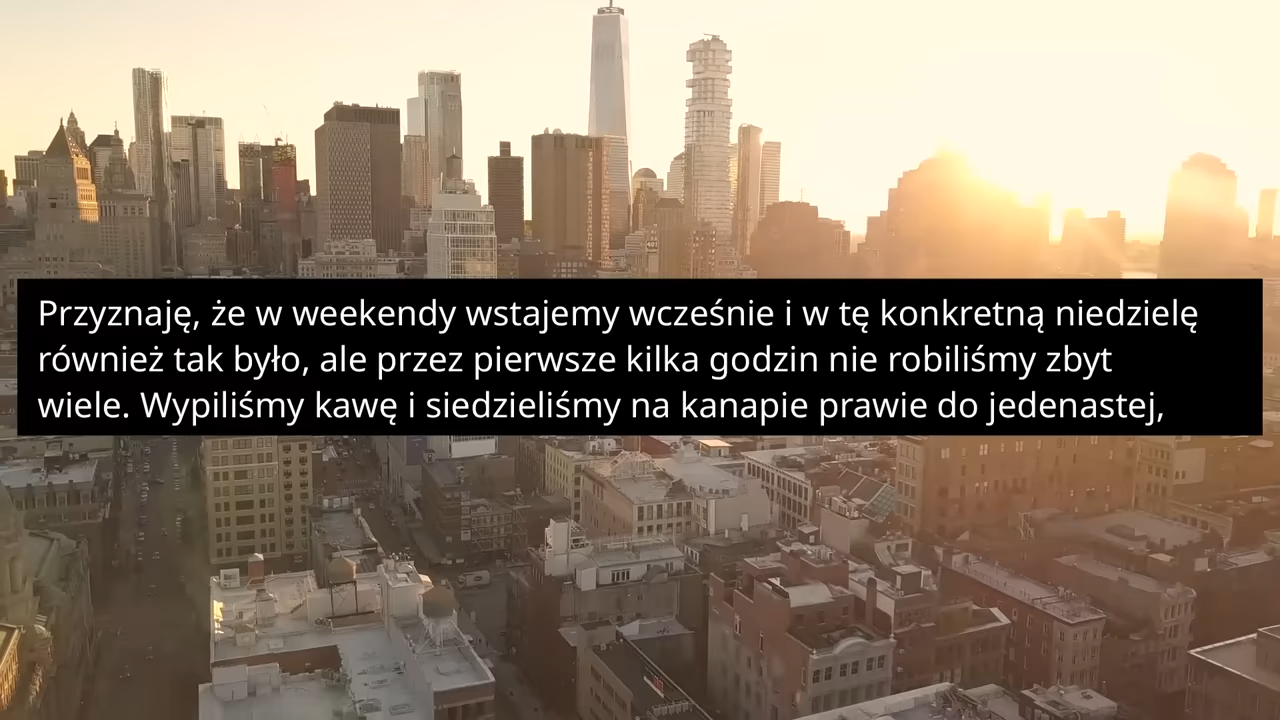 Przyznaję, że w weekendy wstajemy wcześnie i w tę konkretną niedzielę
również tak było, ale przez pierwsze kilka godzin nie robiliśmy zbyt
wiele. Wypiliśmy kawę i siedzieliśmy na kanapie prawie do jedenastej,